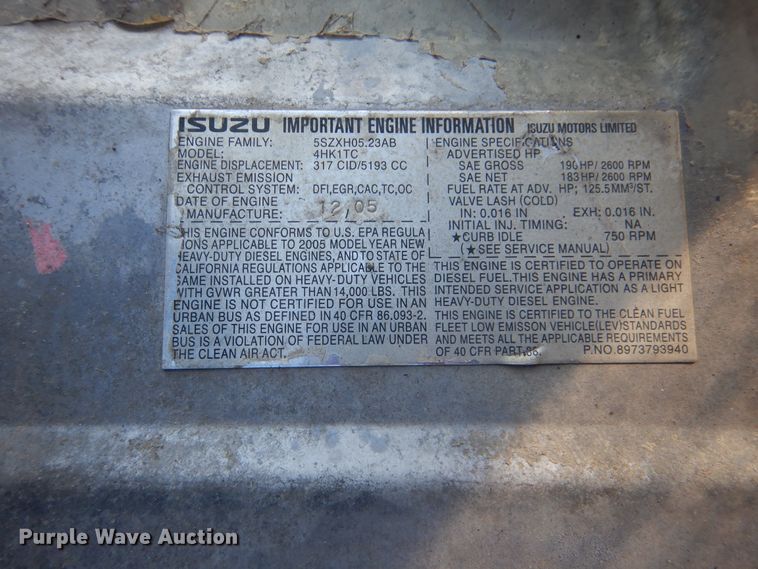 ISUZU IMPORTANT ENGINE INFORMATION ISUZU MOTORS LIMITED
ENGINE FAMILY: 5SZXH05.23AB
MODEL: 4HK1TC
ENGINE DISPLACEMENT: 317 CID/5193 CC
EXHAUST EMISSION
CONTROL SYSTEM: DFI,EGR,CAC,TC,OC
DATE OF ENGINE
MANUFACTURE: 12,05
THIS ENGINE CONFORMS TO U.S. EPA REGULA
TIONS APPLICABLE TO 2005 MODEL YEAR NEW
HEAVY-DUTY DIESEL ENGINES, AND TO STATE OF
CALIFORNIA REGULATIONS APPLICABLE TO THE
SAME INSTALLED ON HEAVY-DUTY VEHICLES
WITH GVWR GREATER THAN 14,000 LBS. THIS
ENGINE IS NOT CERTIFIED FOR USE IN AN
URBAN BUS AS DEFINED IN 40 CFR 86.093-2.
SALES OF THIS ENGINE FOR USE IN AN URBAN
BUS IS A VIOLATION OF FEDERAL LAW UNDER
THE CLEAN AIR ACT.
ENGINE SPECIFICATIONS
ADVERTISED HP
SAE GROSS 190 HP/ 2600 RPM
SAE NET 183 HP/ 2600 RPM
FUEL RATE AT ADV. HP; 125.5 MM³/ST.
VALVE LASH (COLD)
IN: 0.016 IN EXH: 0.016 IN.
INITIAL INJ. TIMING: NA
★CURB IDLE 750 RPM
(★SEE SERVICE MANUAL)
THIS ENGINE IS CERTIFIED TO OPERATE ON
DIESEL FUEL.THIS ENGINE HAS A PRIMARY
INTENDED SERVICE APPLICATION AS A LIGHT
HEAVY-DUTY DIESEL ENGINE.
THIS ENGINE IS CERTIFIED TO THE CLEAN FUEL
FLEET LOW EMISSON VEHICLE(LEV)STANDARDS
AND MEETS ALL THE APPLICABLE REQUIREMENTS
OF 40 CFR PART 86. P.NO.8973793940
Purple Wave Auction